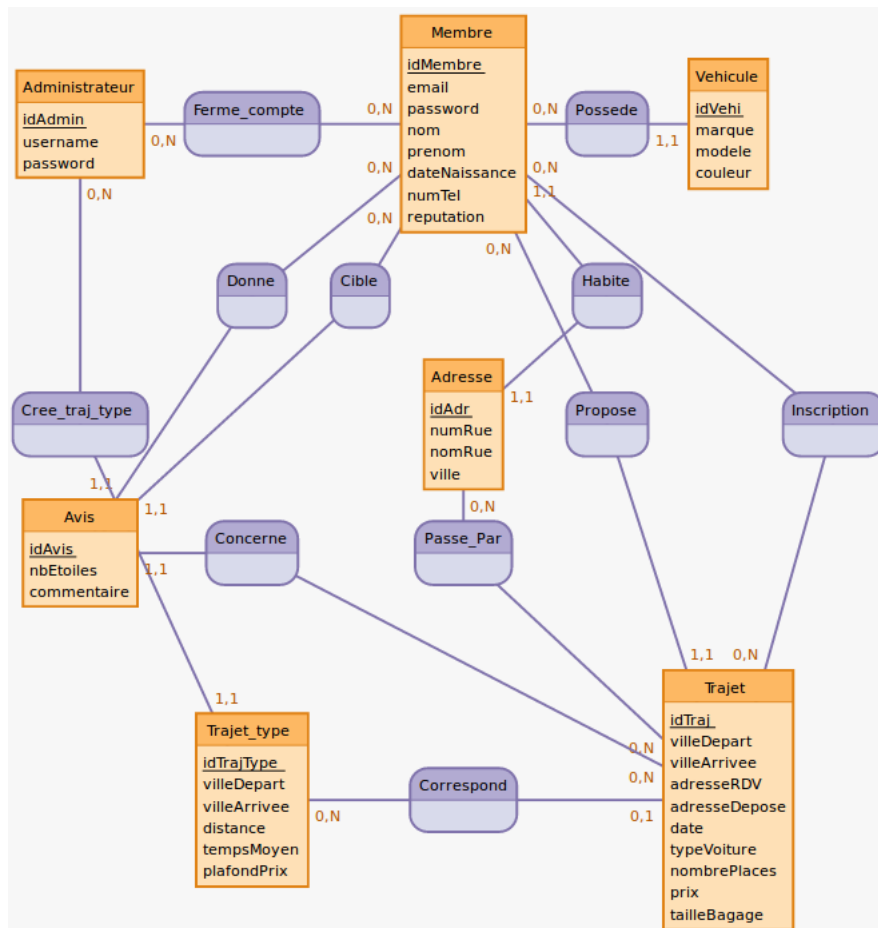 Membre
idMembre
email
password
nom
prenom
dateNaissance
numTel
reputation
Administrateur
idAdmin
username
password
Ferme_compte
0,N
0,N
0,N
Possede
0,N
1,1
Vehicule
idVehi
marque
modele
couleur
0,N
0,N
0,N
1,1
0,N
Donne
Cible
Habite
Adresse
idAdr
numRue
nomRue
ville
1,1
0,N
Cree_traj_type
Propose
Inscription
1,1
1,1
Avis
idAvis
nbEtoiles
commentaire
1,1
Concerne
Passe_Par
1,1
0,N
Trajet
idTraj
villeDepart
villeArrivee
adresseRDV
adresseDepose
date
typeVoiture
nombrePlaces
prix
tailleBagage
0,N
0,N
0,1
1,1
Trajet_type
idTrajType
villeDepart
villeArrivee
distance
tempsMoyen
plafondPrix
0,N
Correspond